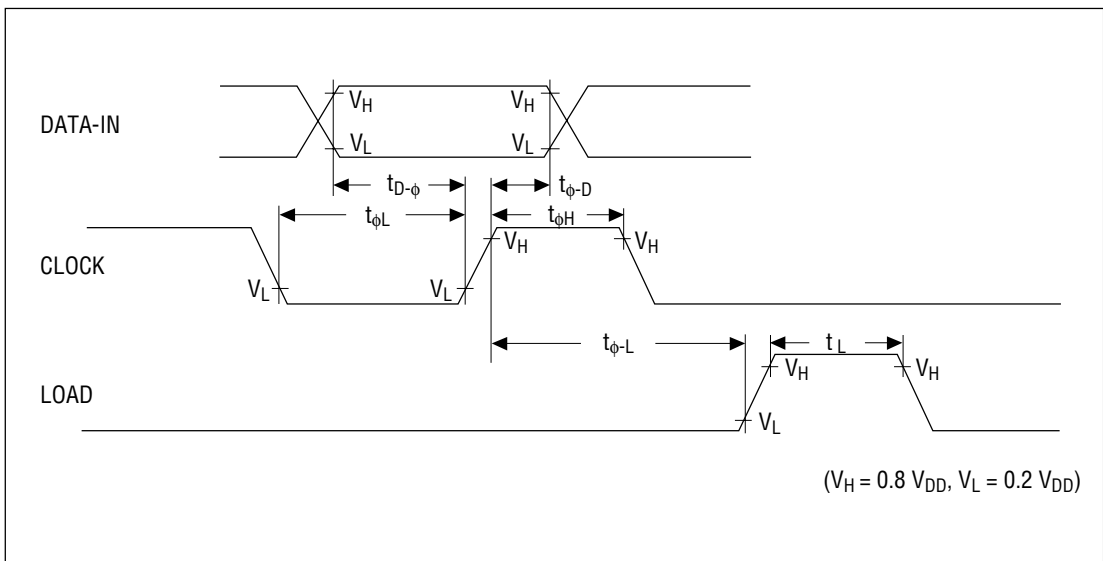 DATA-IN
V_H V_H
V_L V_L
t_D-ϕ t_ϕ-D
t_ϕL t_ϕH
CLOCK
V_H V_H
V_L V_L
t_ϕ-L t_L
LOAD
V_H V_H
V_L
(V_H = 0.8 V_DD, V_L = 0.2 V_DD)